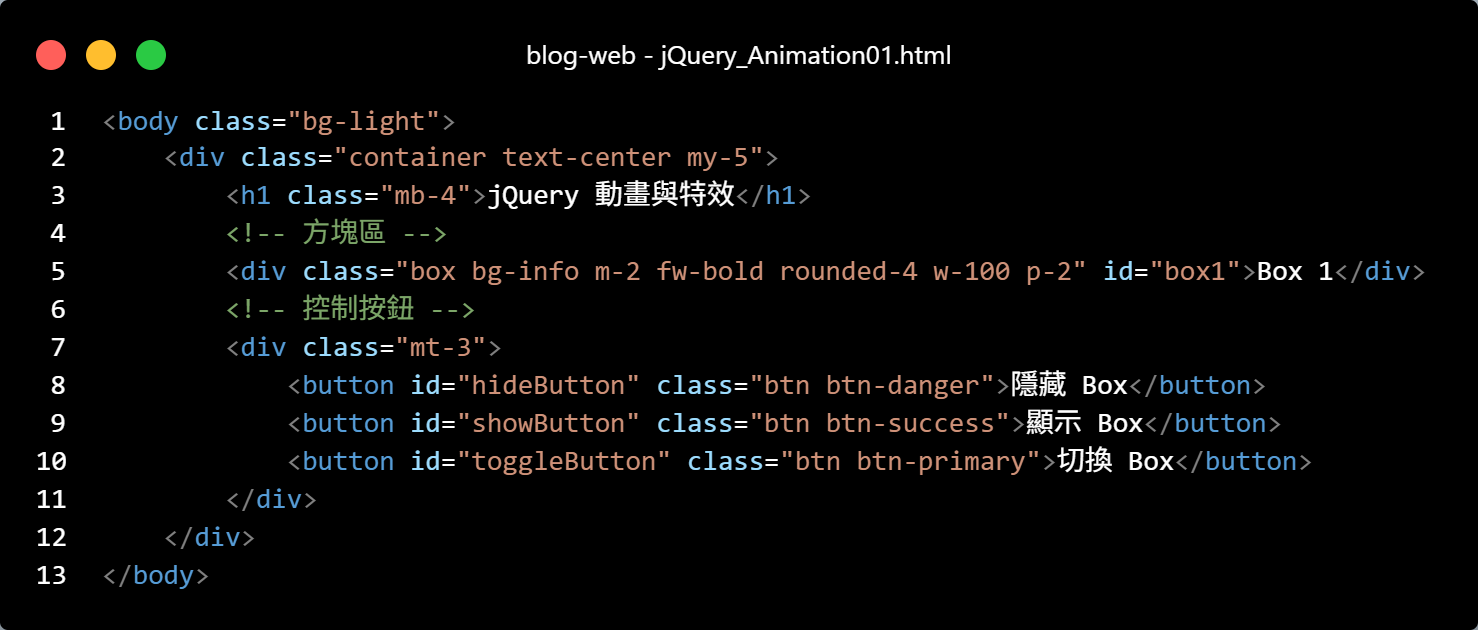 blog-web - jQuery_Animation01.html
1 <body class="bg-light">
2     <div class="container text-center my-5">
3         <h1 class="mb-4">jQuery 動畫與特效</h1>
4         <!-- 方塊區 -->
5         <div class="box bg-info m-2 fw-bold rounded-4 w-100 p-2" id="box1">Box 1</div>
6         <!-- 控制按鈕 -->
7         <div class="mt-3">
8             <button id="hideButton" class="btn btn-danger">隱藏 Box</button>
9             <button id="showButton" class="btn btn-success">顯示 Box</button>
10             <button id="toggleButton" class="btn btn-primary">切換 Box</button>
11         </div>
12     </div>
13 </body>